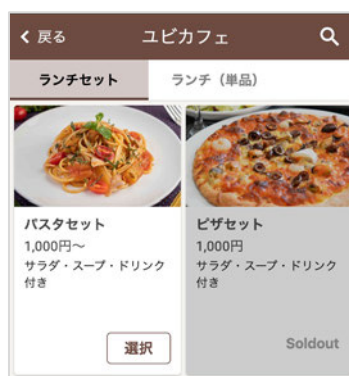 戻る ユビカフェ
ランチセット ランチ（単品）
パスタセット
1,000円〜
サラダ・スープ・ドリンク
付き
選択
ピザセット
1,000円
サラダ・スープ・ドリンク
付き
Soldout